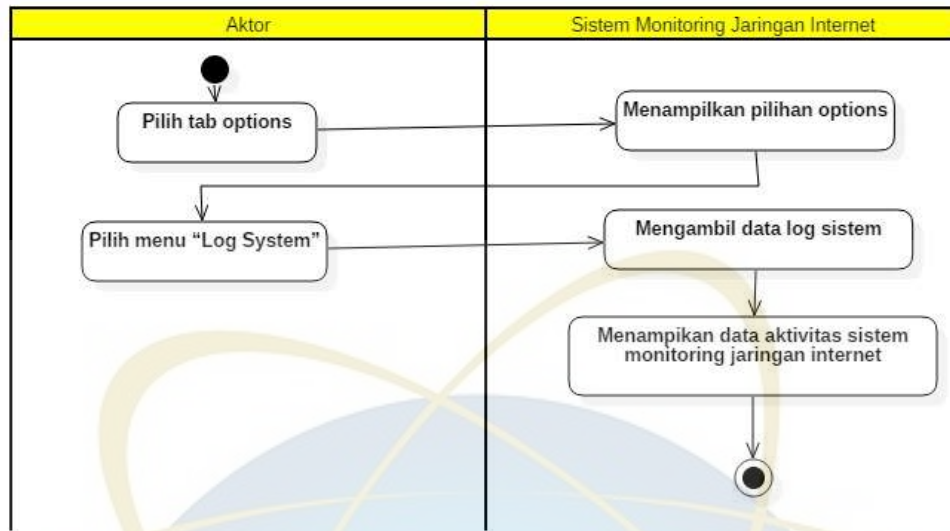 Aktor
Sistem Monitoring Jaringan Internet
Pilih tab options
Menampilkan pilihan options
Pilih menu “Log System”
Mengambil data log sistem
Menampikan data aktivitas sistem
monitoring jaringan internet